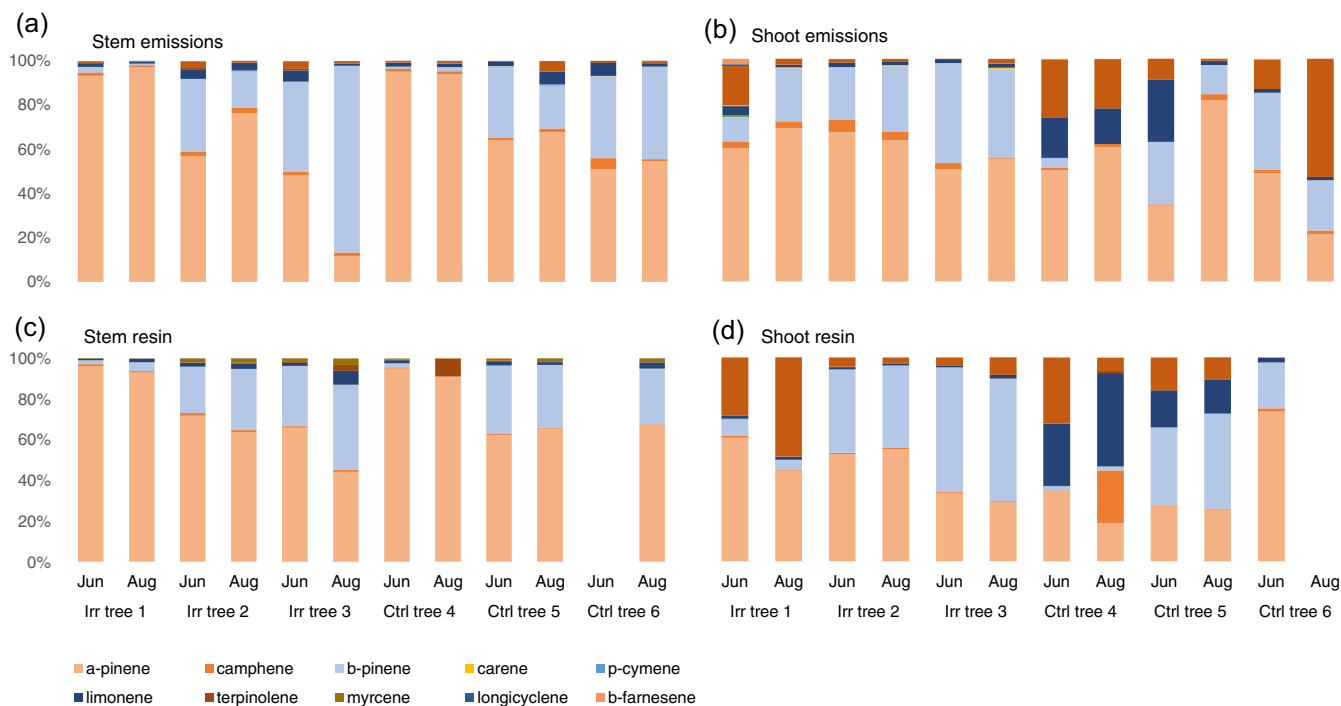 (a)
Stem emissions
100%
80%
60%
40%
20%
0%
(b)
Shoot emissions
100%
80%
60%
40%
20%
0%
(c)
Stem resin
100%
80%
60%
40%
20%
0%
Jun Aug Jun Aug Jun Aug Jun Aug Jun Aug Jun Aug
Irr tree 1 Irr tree 2 Irr tree 3 Ctrl tree 4 Ctrl tree 5 Ctrl tree 6
(d)
Shoot resin
100%
80%
60%
40%
20%
0%
Jun Aug Jun Aug Jun Aug Jun Aug Jun Aug Jun Aug
Irr tree 1 Irr tree 2 Irr tree 3 Ctrl tree 4 Ctrl tree 5 Ctrl tree 6
a-pinene camphene b-pinene carene p-cymene
limonene terpinolene myrcene longicyclene b-farnesene